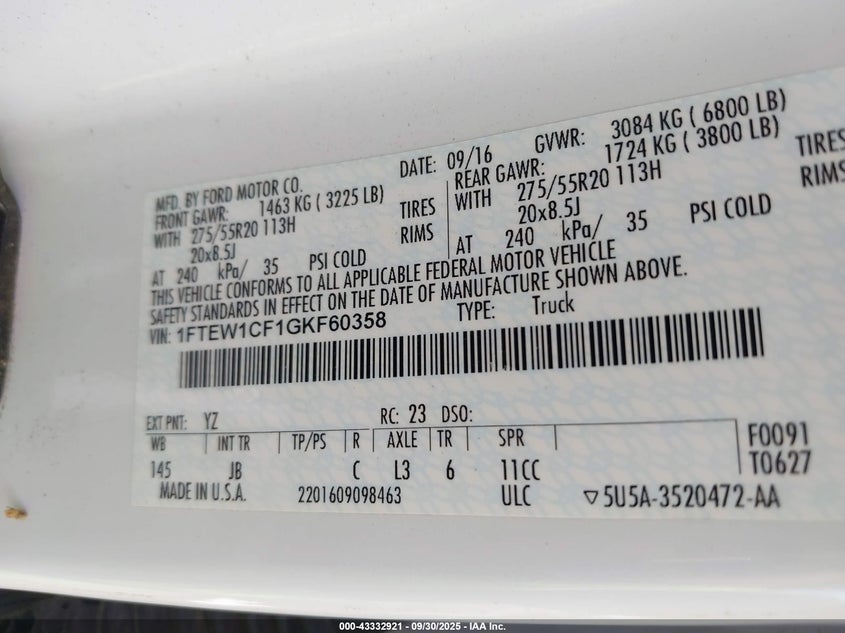 MFD. BY FORD MOTOR CO. DATE: 09/16 GVWR: 3084 KG ( 6800 LB)
FRONT GAWR: 1463 KG ( 3225 LB) REAR GAWR: 1724 KG ( 3800 LB)
WITH 275/55R20 113H TIRES WITH 275/55R20 113H TIRES
20x8.5J RIMS 20x8.5J RIMS
AT 240 kPa/ 35 PSI COLD AT 240 kPa/ 35 PSI COLD
THIS VEHICLE CONFORMS TO ALL APPLICABLE FEDERAL MOTOR VEHICLE
SAFETY STANDARDS IN EFFECT ON THE DATE OF MANUFACTURE SHOWN ABOVE.
VIN: 1FTEW1CF1GKF60358 TYPE: Truck
EXT PNT: YZ RC: 23 DSO:
WB INT TR TP/PS R AXLE TR SPR F0091
145 JB C L3 6 11CC T0627
MADE IN U.S.A. 2201609098463 ULC ▽5U5A-3520472-AA
000-43332921 - 09/30/2025 - IAA Inc.